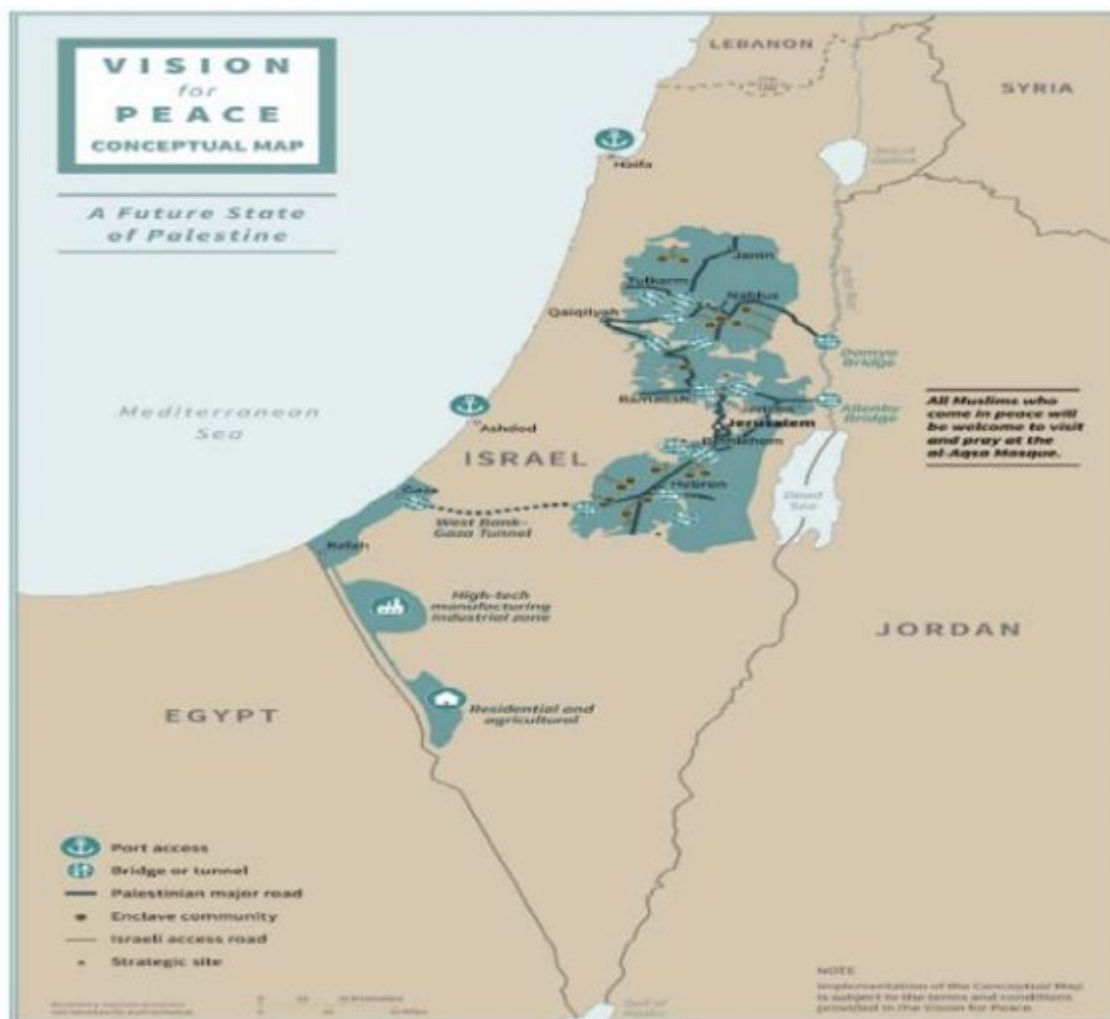 VISION
for
PEACE
CONCEPTUAL MAP
A Future State
of Palestine
LEBANON
SYRIA
Haifa
Jenin
Tulkarm
Nablus
Qalqilyah
Damya
Bridge
Ramallah
Allenby
Bridge
Jerusalem
Bethlehem
Mediterranean
Sea
Ashdod
ISRAEL
All Muslims who
come in peace will
be welcome to visit
and pray at the
al-Aqsa Mosque.
Gaza
Hebron
Dead
Sea
West Bank-
Gaza Tunnel
Rafah
High-tech
manufacturing
industrial zone
JORDAN
EGYPT
Residential and
agricultural
Port access
Bridge or tunnel
Palestinian major road
Enclave community
Israeli access road
Strategic site
NOTE
Implementation of the Conceptual Map
is subject to the terms and conditions
provided in the Vision for Peace.